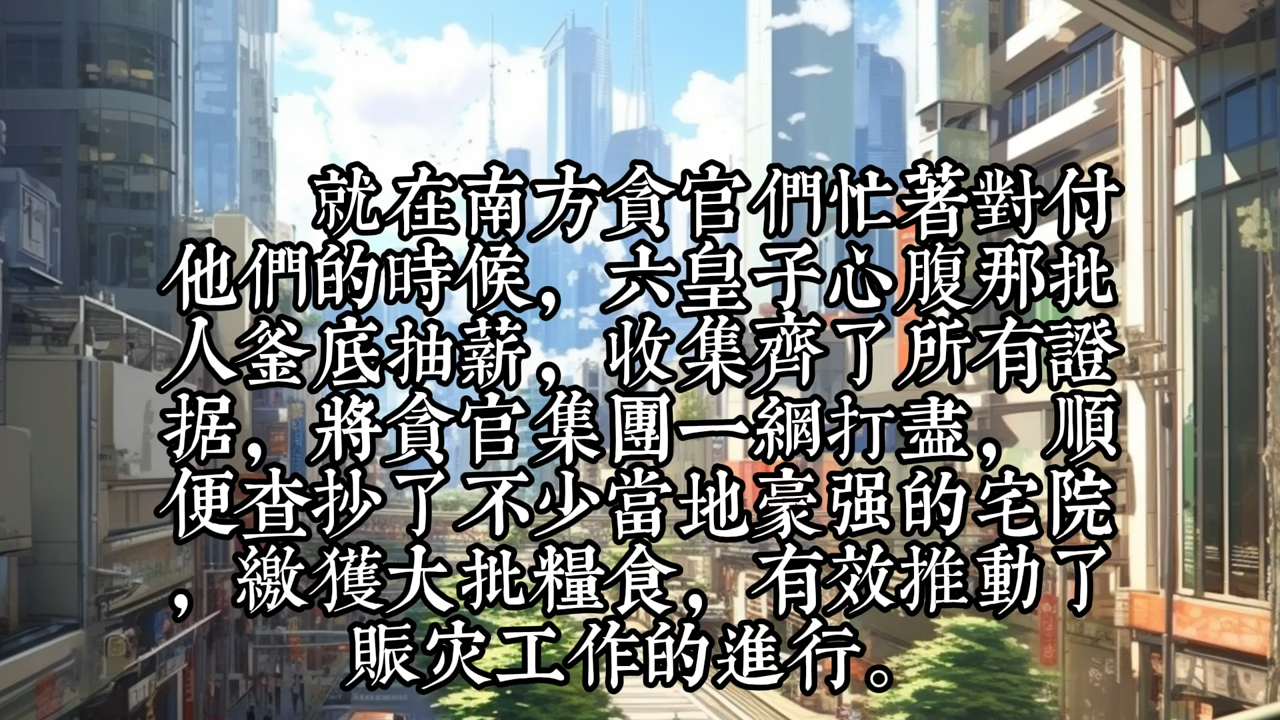 就在南方貪官們忙著對付
他們的時候，六皇子心腹那批
人釜底抽薪，收集齊了所有證
据，將貪官集團一網打盡，順
便查抄了不少當地豪强的宅院
，繳獲大批糧食，有效推動了
賑灾工作的進行。